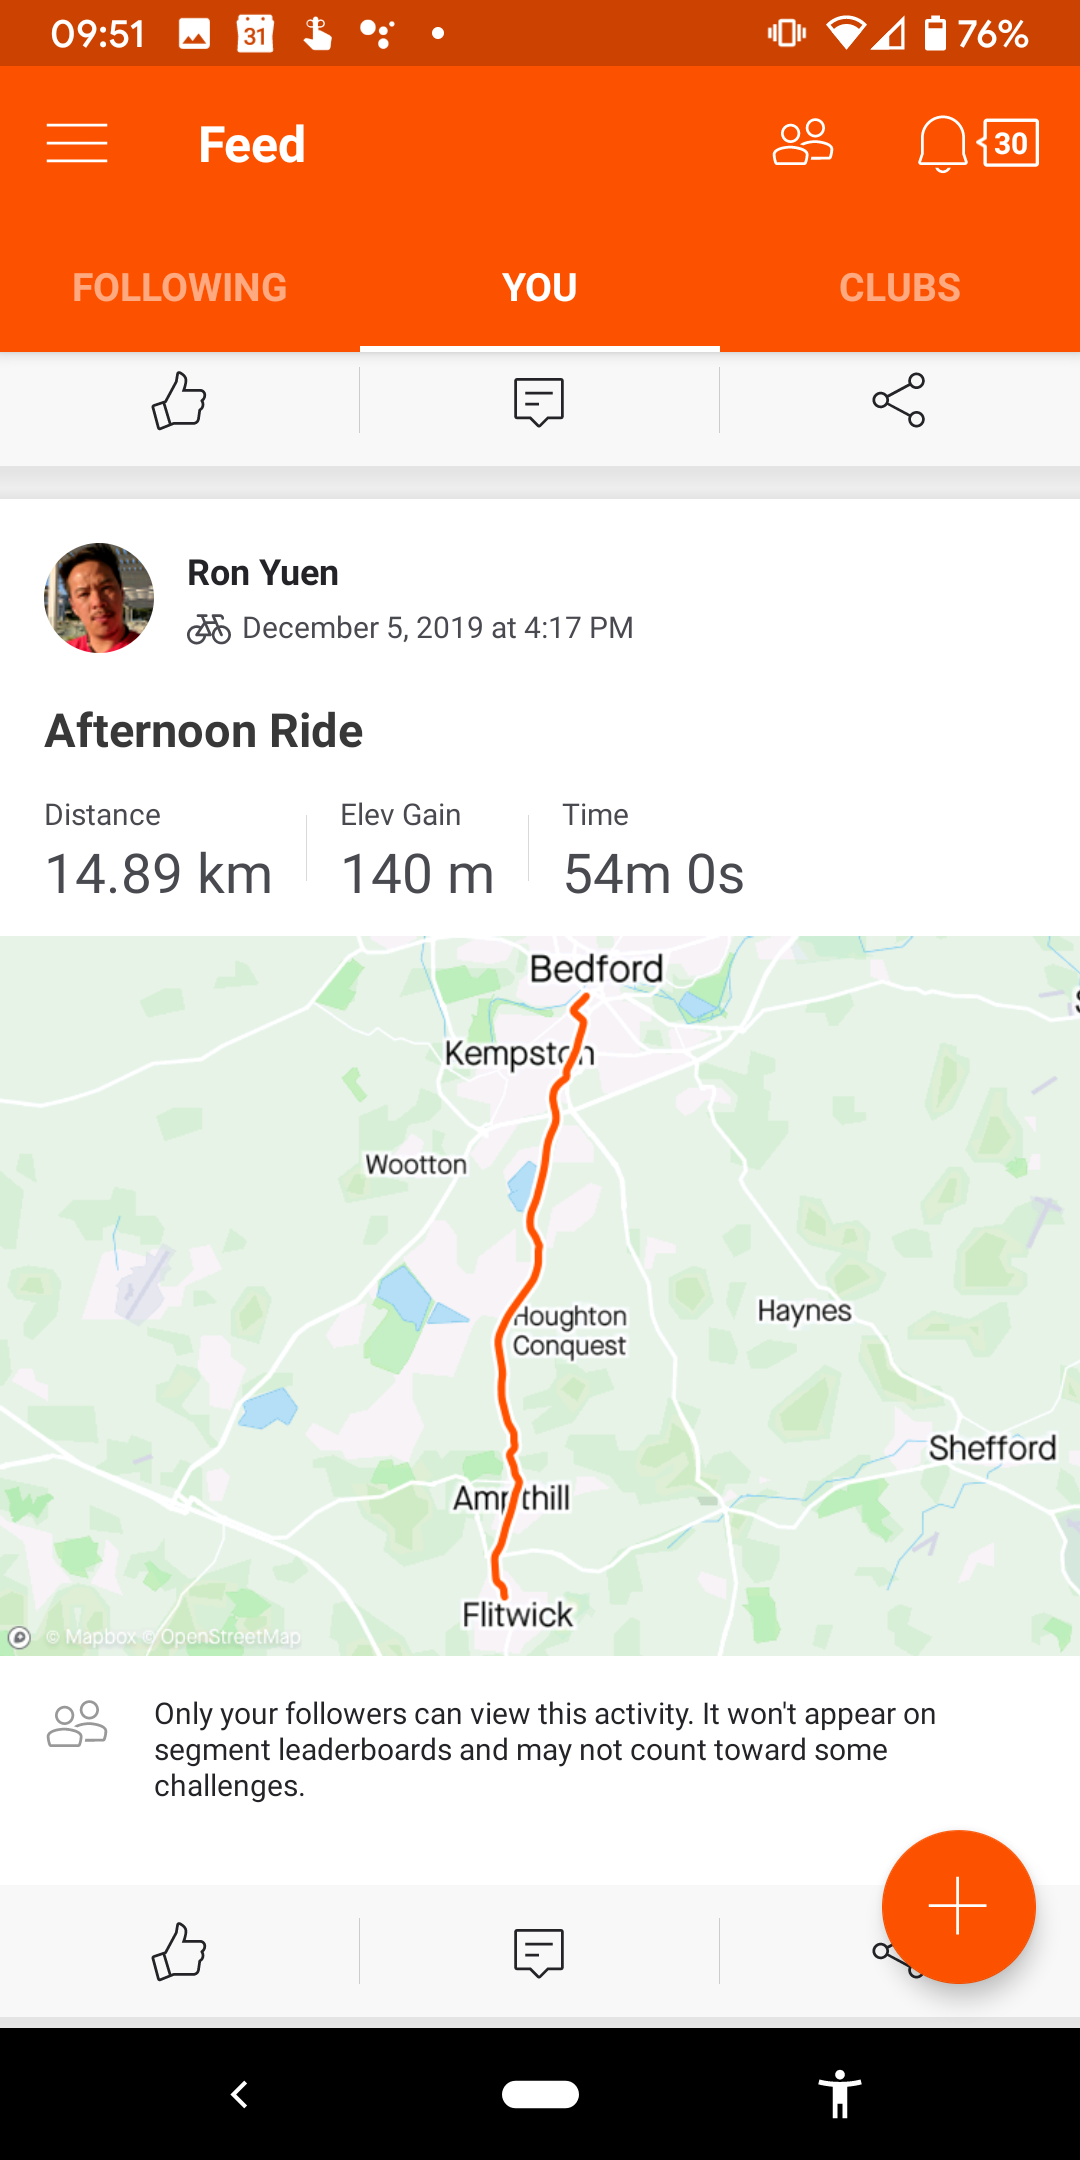 09:51
31
76%
Feed
30
FOLLOWING
YOU
CLUBS
Ron Yuen
December 5, 2019 at 4:17 PM
Afternoon Ride
Distance
Elev Gain
Time
14.89 km
140 m
54m 0s
Bedford
Kempston
Wootton
Houghton
Conquest
Haynes
Shefford
Ampthill
Flitwick
© Mapbox © OpenStreetMap
Only your followers can view this activity. It won't appear on
segment leaderboards and may not count toward some
challenges.